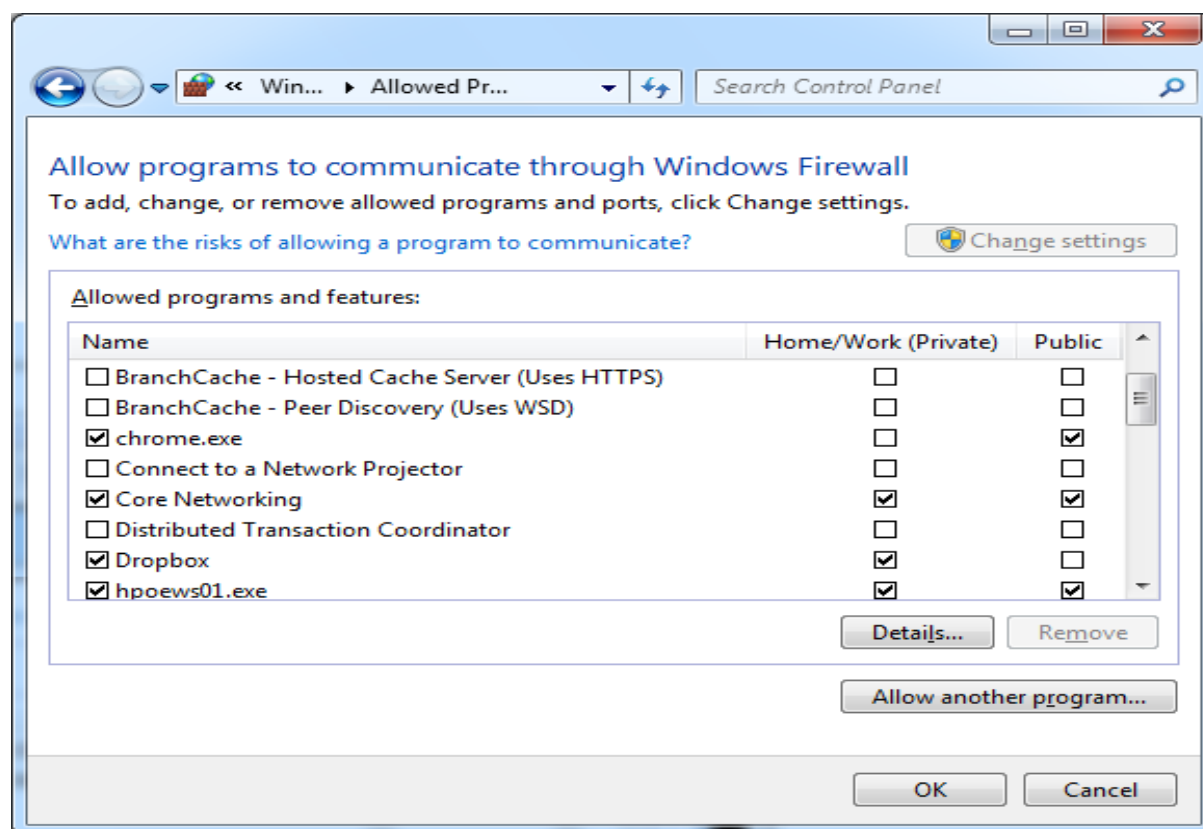 « Win... ▸ Allowed Pr... Search Control Panel
Allow programs to communicate through Windows Firewall
To add, change, or remove allowed programs and ports, click Change settings.
What are the risks of allowing a program to communicate? Change settings
Allowed programs and features:
Name Home/Work (Private) Public
BranchCache - Hosted Cache Server (Uses HTTPS)
BranchCache - Peer Discovery (Uses WSD)
chrome.exe
Connect to a Network Projector
Core Networking
Distributed Transaction Coordinator
Dropbox
hpoews01.exe
Details... Remove
Allow another program...
OK Cancel